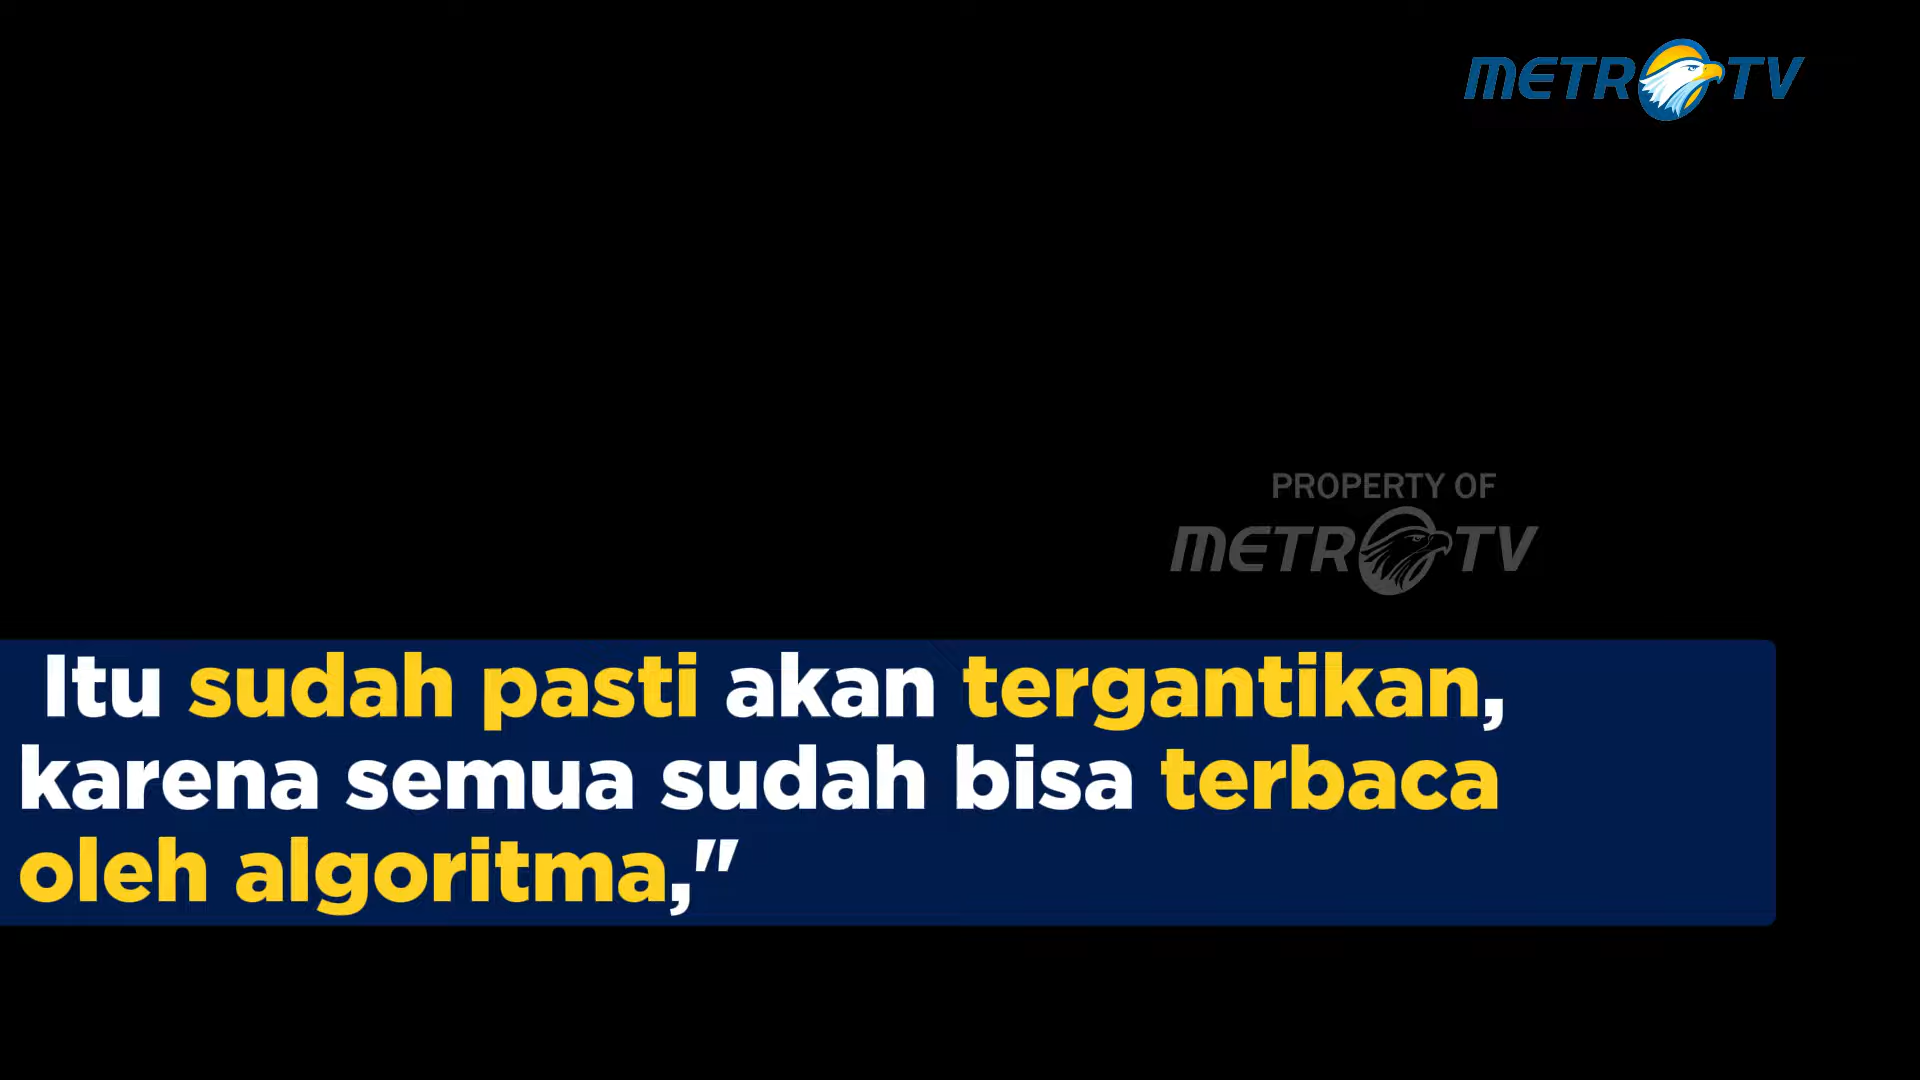 METRO TV
PROPERTY OF
METRO TV
Itu sudah pasti akan tergantikan,
karena semua sudah bisa terbaca
oleh algoritma,"